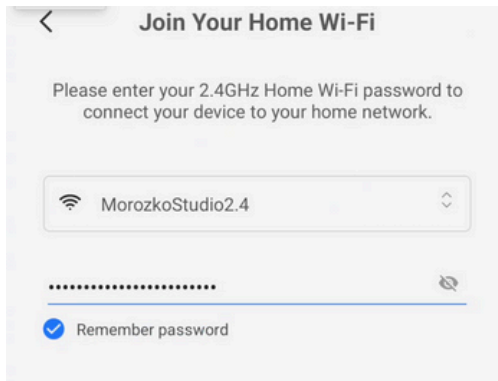 Join Your Home Wi-Fi
Please enter your 2.4GHz Home Wi-Fi password to
connect your device to your home network.
MorozkoStudio2.4
••••••••••••••••••••••••
Remember password